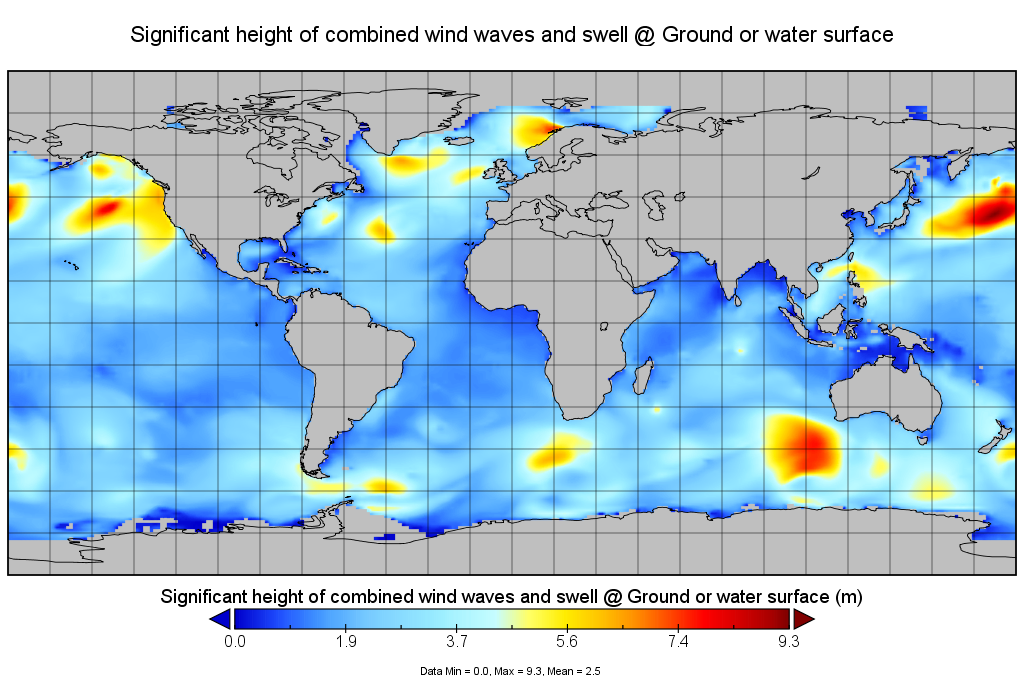 Significant height of combined wind waves and swell @ Ground or water surface
Significant height of combined wind waves and swell @ Ground or water surface (m)
0.0 1.9 3.7 5.6 7.4 9.3
Data Min = 0.0, Max = 9.3, Mean = 2.5